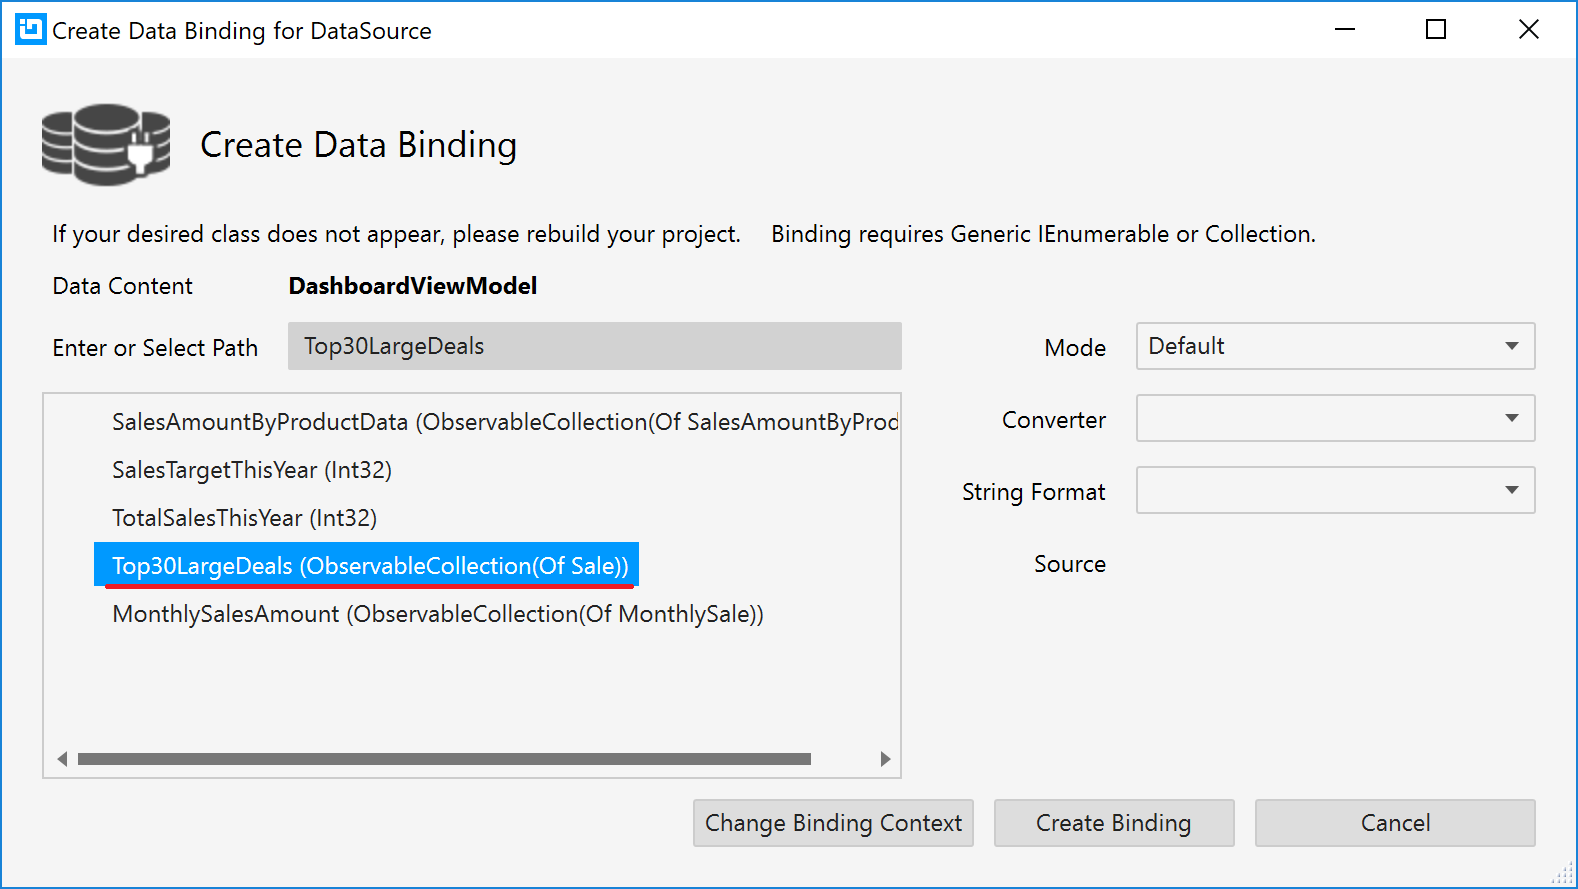 Create Data Binding for DataSource
Create Data Binding
If your desired class does not appear, please rebuild your project. Binding requires Generic IEnumerable or Collection.
Data Content DashboardViewModel
Enter or Select Path Top30LargeDeals
Mode Default
SalesAmountByProductData (ObservableCollection(Of SalesAmountByProd
SalesTargetThisYear (Int32)
TotalSalesThisYear (Int32)
Top30LargeDeals (ObservableCollection(Of Sale))
MonthlySalesAmount (ObservableCollection(Of MonthlySale))
Converter
String Format
Source
Change Binding Context Create Binding Cancel